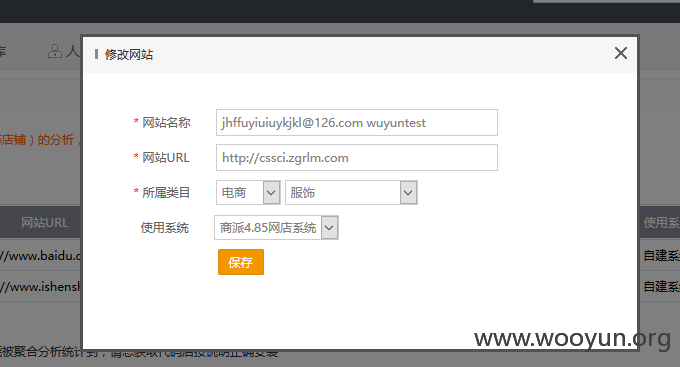 库
人
修改网站
* 网站名称 jhffuyiuiuykjkl@126.com wuyuntest
店铺）的分析，
* 网站URL http://cssci.zgrlm.com
* 所属类目 电商 服饰
网站URL 使用系统 商派4.85网店系统 使用系
//www.baidu.c 保存 自建系
//www.ishensh 自建系
www.wooyun.org